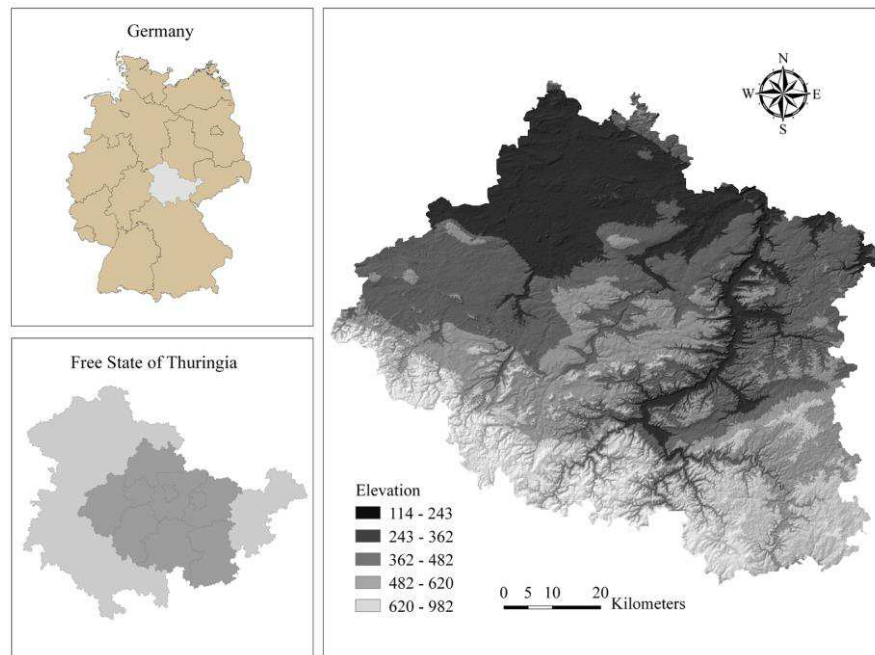 Germany
Free State of Thuringia
N
W
E
S
Elevation
114 - 243
243 - 362
362 - 482
482 - 620
620 - 982
0 5 10 20
Kilometers